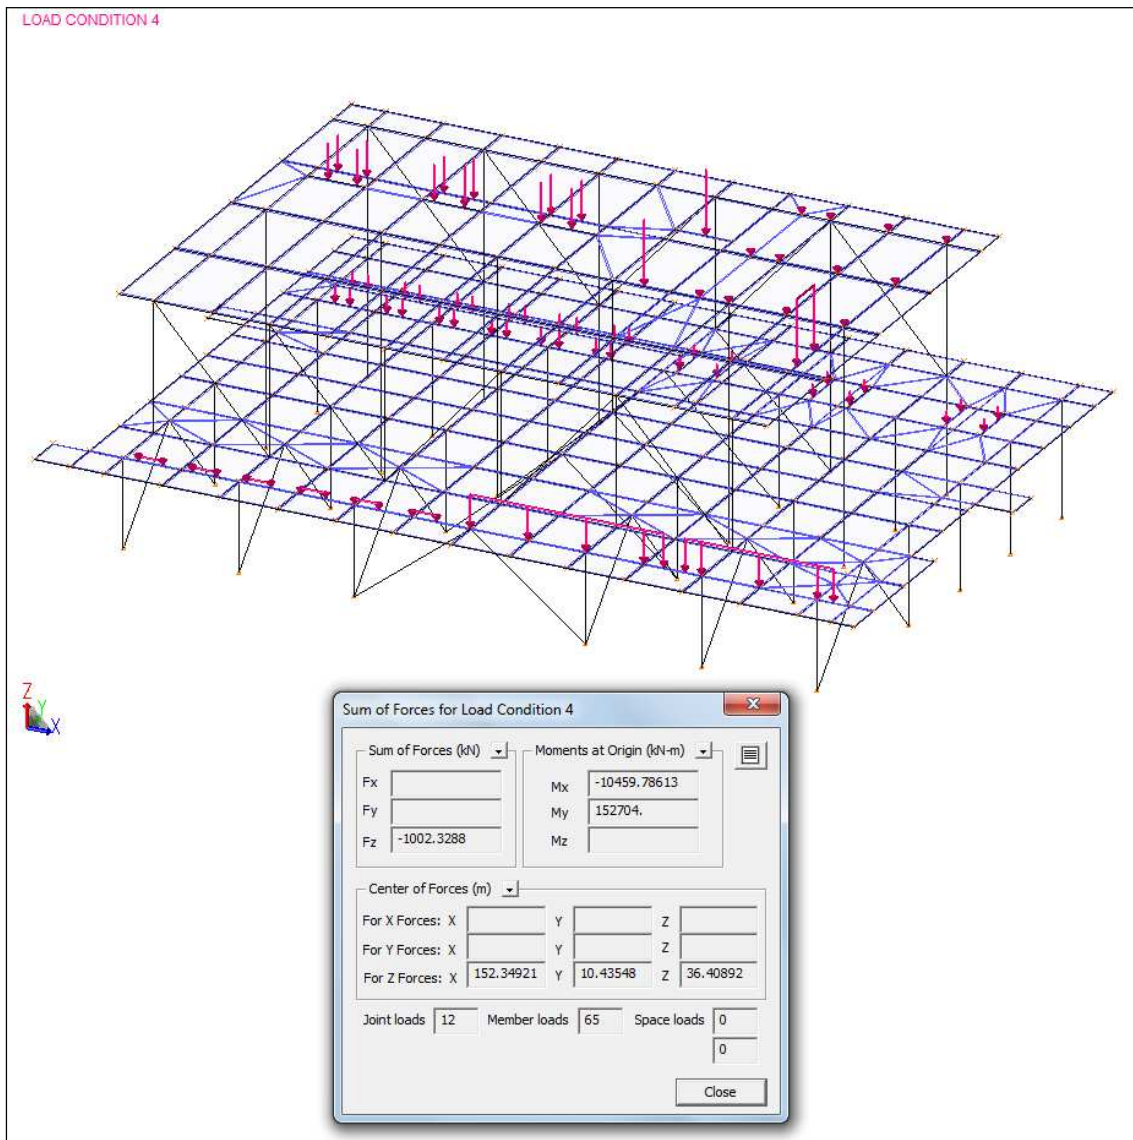 LOAD CONDITION 4
Z
Y
X
Sum of Forces for Load Condition 4
Sum of Forces (kN)
Fx
Fy
Fz -1002.3288
Moments at Origin (kN-m)
Mx -10459.78613
My 152704.
Mz
Center of Forces (m)
For X Forces: X Y Z
For Y Forces: X Y Z
For Z Forces: X 152.34921 Y 10.43548 Z 36.40892
Joint loads 12 Member loads 65 Space loads 0
0
Close